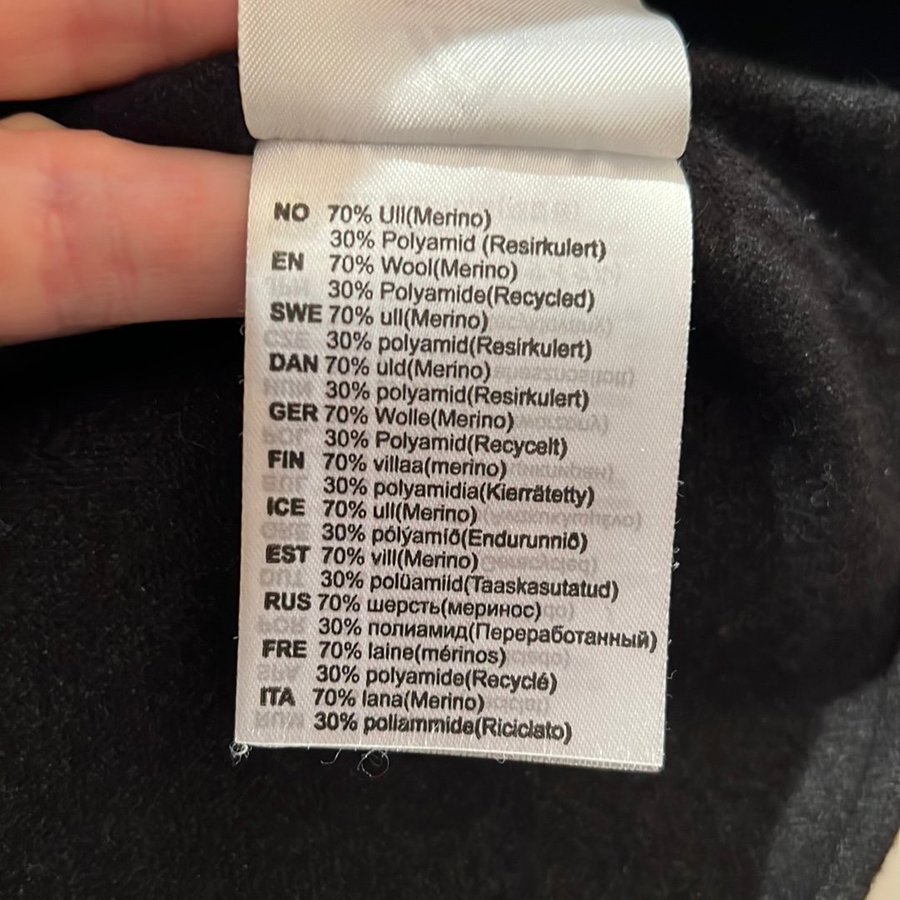 NO 70% Ull(Merino)
30% Polyamid (Resirkulert)
EN 70% Wool(Merino)
30% Polyamide(Recycled)
SWE 70% ull(Merino)
30% polyamid(Resirkulert)
DAN 70% uld(Merino)
30% polyamid(Resirkulert)
GER 70% Wolle(Merino)
30% Polyamid(Recycelt)
FIN 70% villaa(merino)
30% polyamidia(Kierrätetty)
ICE 70% ull(Merino)
30% pólýamíð(Endurunnið)
EST 70% vill(Merino)
30% polüamiid(Taaskasutatud)
RUS 70% шерсть(меринос)
30% полиамид(Переработанный)
FRE 70% laine(mérinos)
30% polyamide(Recyclé)
ITA 70% lana(Merino)
30% poliammide(Riciclato)